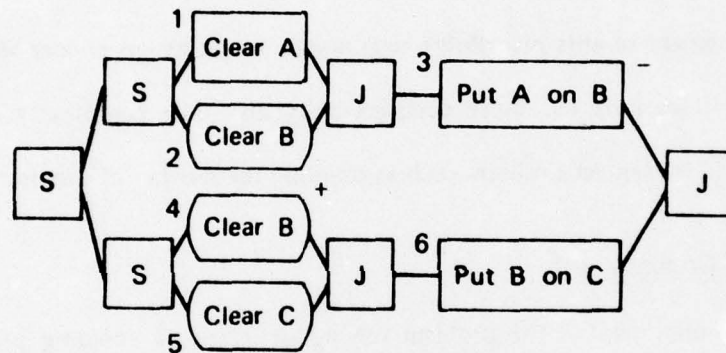 1
Clear A
3
Put A on B
-
S
J
Clear B
2
S
J
+
4
Clear B
6
S
J
Put B on C
Clear C
5